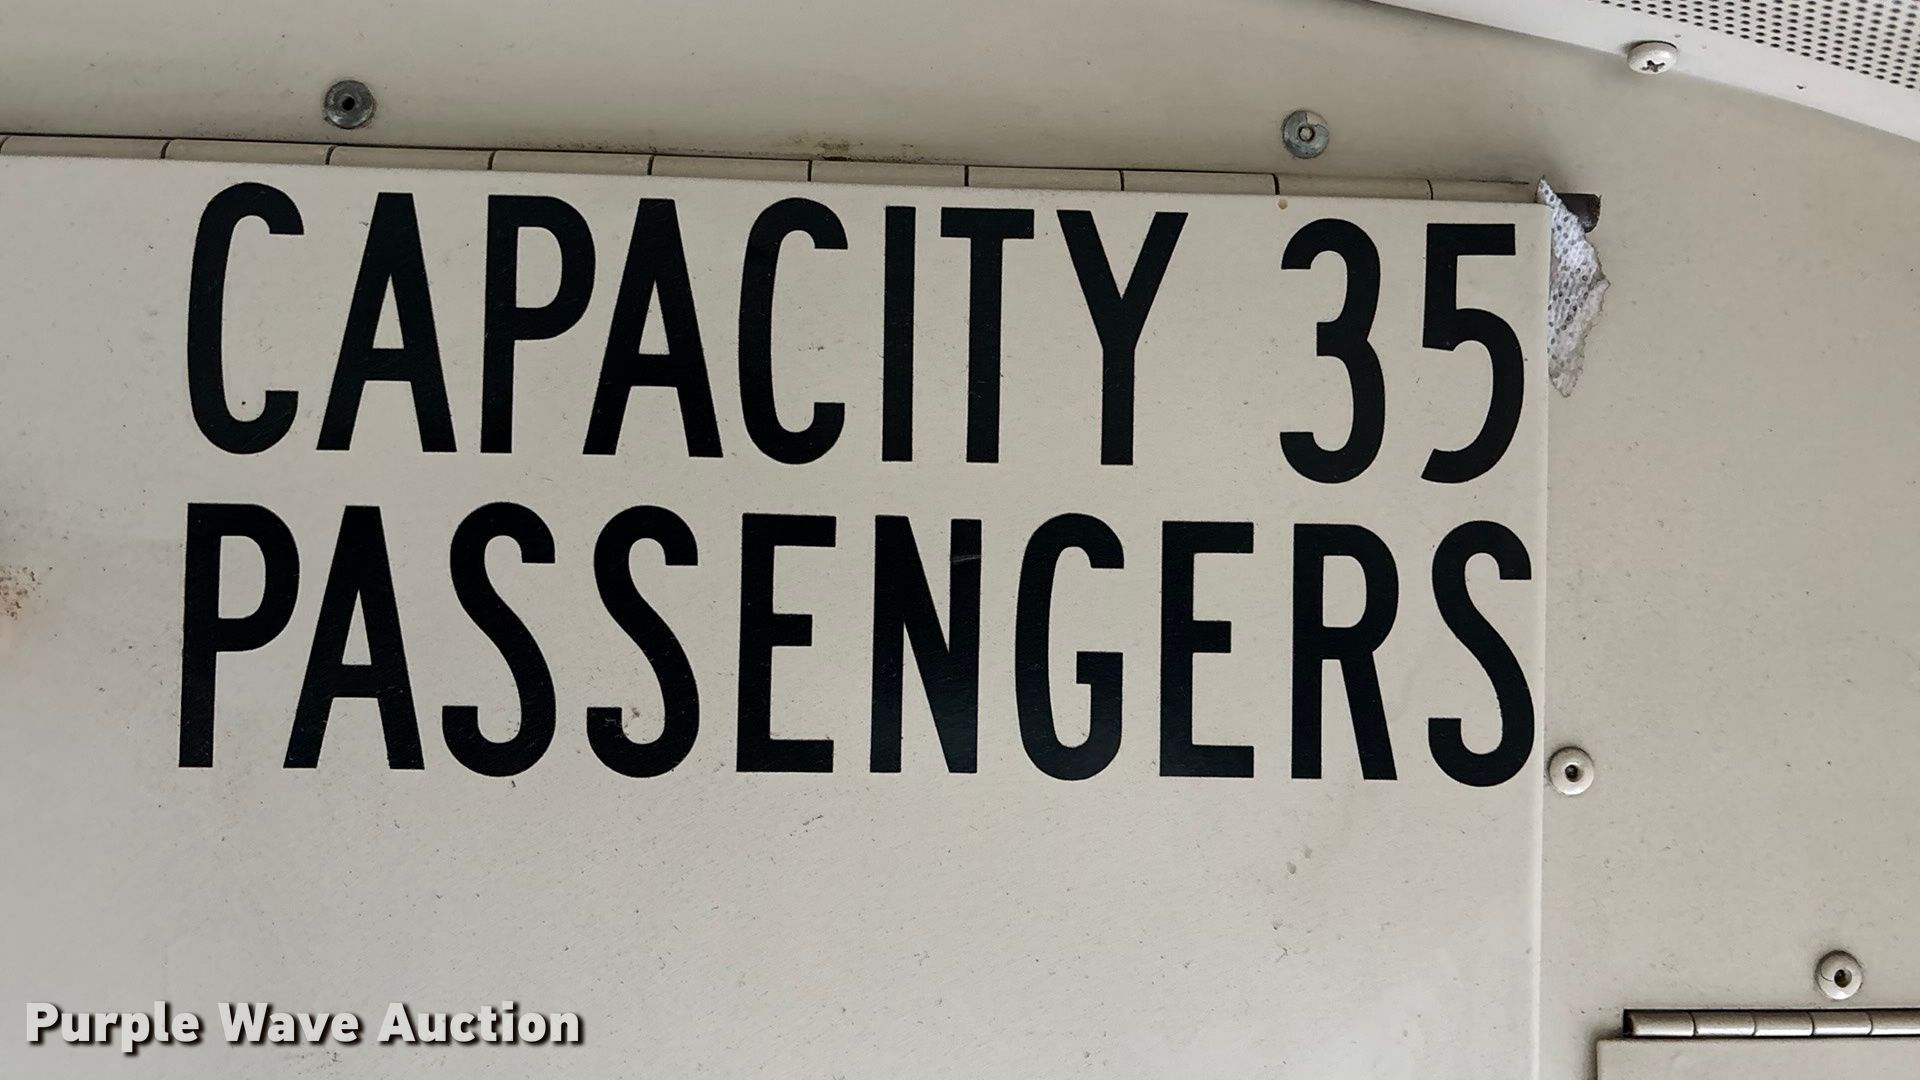 CAPACITY 35
PASSENGERS
Purple Wave Auction